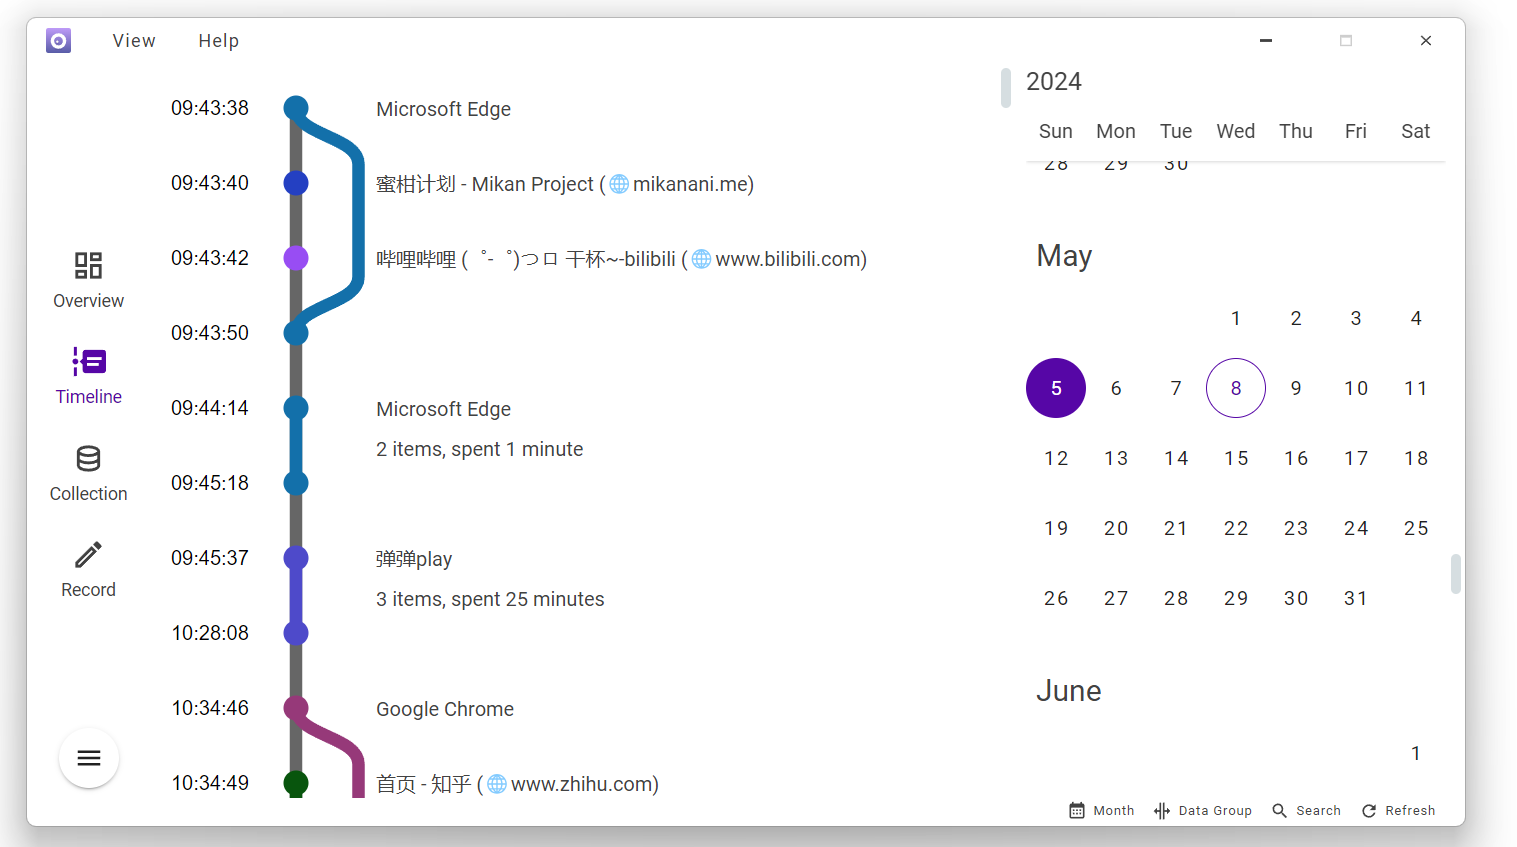 View Help
09:43:38 Microsoft Edge
09:43:40 蜜柑计划 - Mikan Project (🌐mikanani.me)
09:43:42 哔哩哔哩 (゜-゜)つロ 干杯~-bilibili (🌐www.bilibili.com)
09:43:50
09:44:14 Microsoft Edge
2 items, spent 1 minute
09:45:18
09:45:37 弹弹play
3 items, spent 25 minutes
10:28:08
10:34:46 Google Chrome
10:34:49 首页 - 知乎 (🌐www.zhihu.com)
Overview
Timeline
Collection
Record
2024
Sun Mon Tue Wed Thu Fri Sat
28 29 30
May
1 2 3 4
5 6 7 8 9 10 11
12 13 14 15 16 17 18
19 20 21 22 23 24 25
26 27 28 29 30 31
June
1
Month Data Group Search Refresh